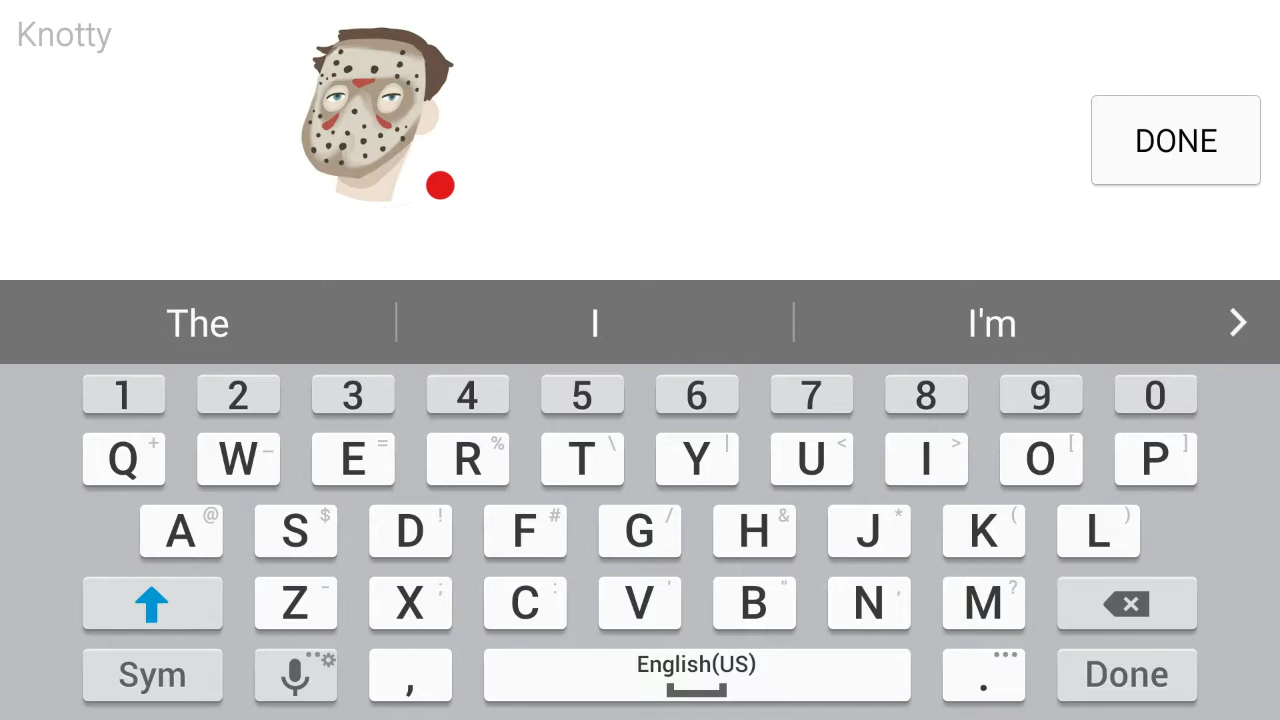 Knotty
DONE
The I I'm
1 2 3 4 5 6 7 8 9 0
Q + W _ E = R % T \ Y | U < I > O [ P ]
A @ S $ D ! F # G / H & J * K ( L )
Z - X ; C : V ' B " N , M ?
Sym , English(US) . Done